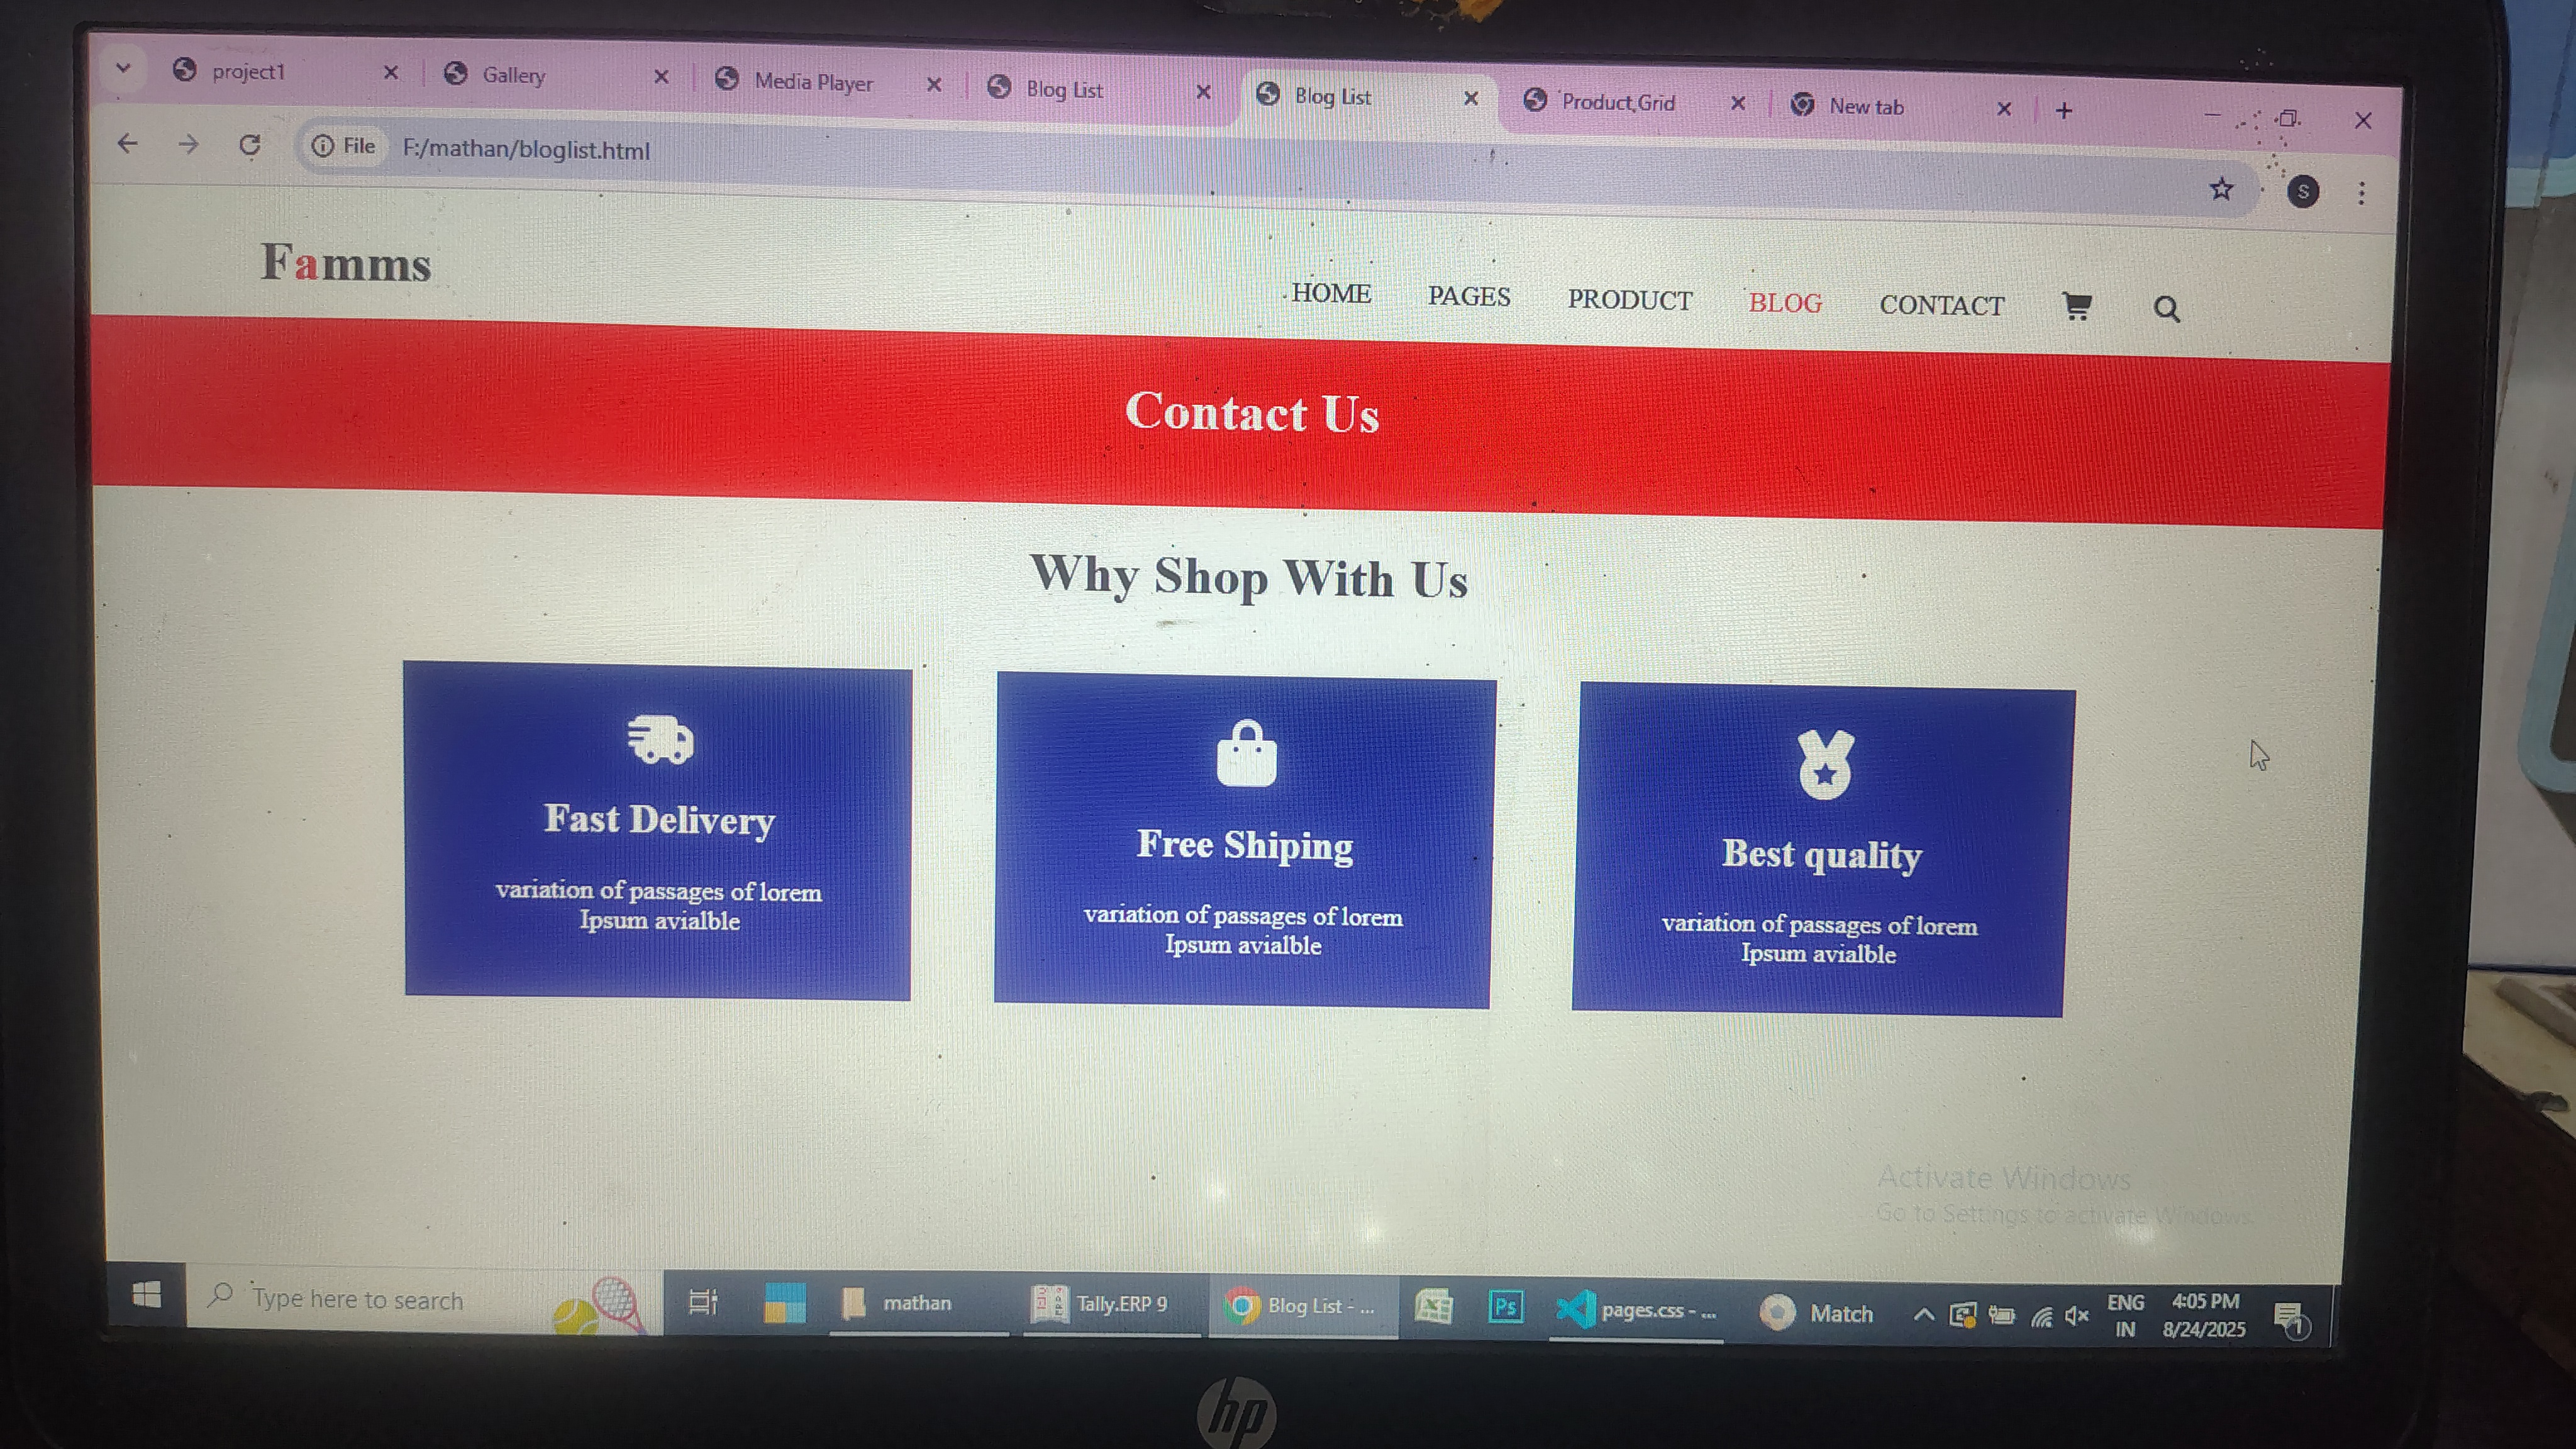 project1
Gallery
Media Player
Blog List
Blog List
Product Grid
New tab
File
F:/mathan/bloglist.html
S
Famms
HOME PAGES PRODUCT BLOG CONTACT
Contact Us
Why Shop With Us
Fast Delivery
variation of passages of lorem
Ipsum avialble
Free Shiping
variation of passages of lorem
Ipsum avialble
Best quality
variation of passages of lorem
Ipsum avialble
Activate Windows
Go to Settings to activate Windows.
Type here to search
mathan
Tally.ERP 9
Blog List - ...
Ps
pages.css - ...
Match
ENG
IN
4:05 PM
8/24/2025
1
hp